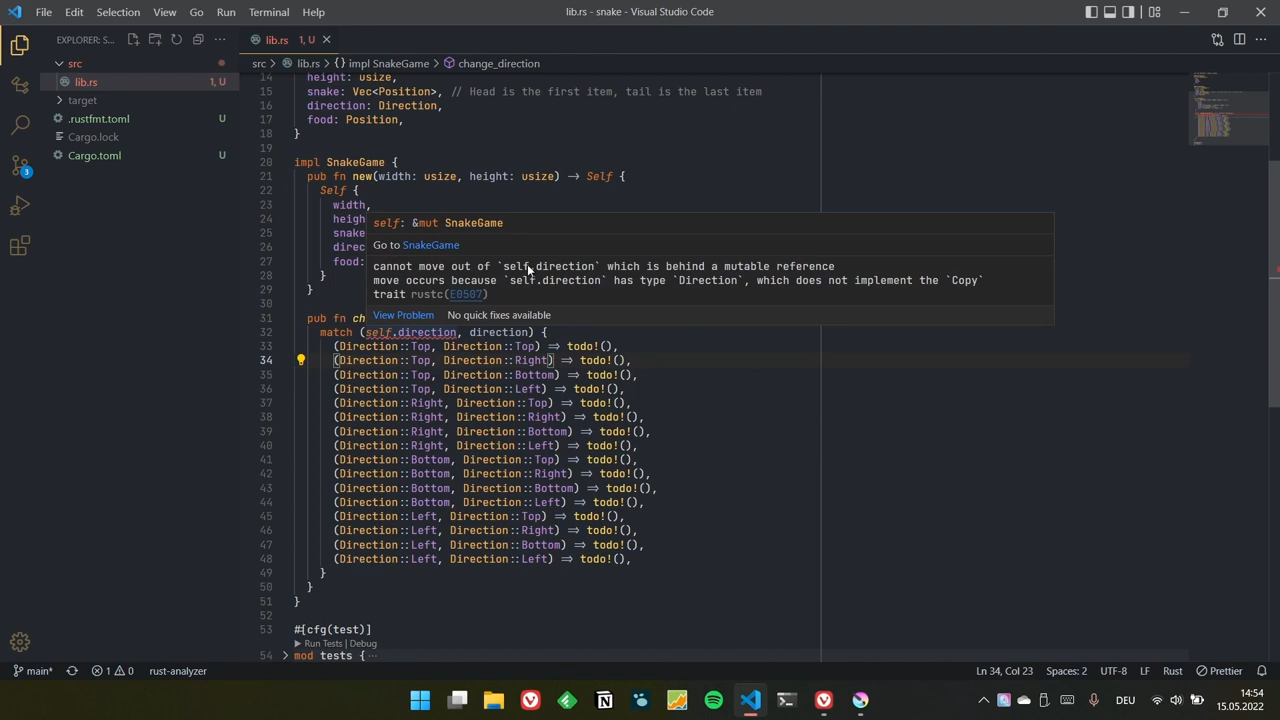 File Edit Selection View Go Run Terminal Help
lib.rs - snake - Visual Studio Code
EXPLORER: S...
src
lib.rs 1, U
target
.rustfmt.toml U
Cargo.lock
Cargo.toml U
3
lib.rs 1, U
src > lib.rs > {} impl SnakeGame > change_direction
14 height: usize,
15 snake: Vec<Position>, // Head is the first item, tail is the last item
16 direction: Direction,
17 food: Position,
18 }
19
20 impl SnakeGame {
21 pub fn new(width: usize, height: usize) -> Self {
22 Self {
23 width,
24 heigh
25 snake
26 direc
27 food:
28 }
29 }
30
self: &mut SnakeGame
Go to SnakeGame
cannot move out of `self.direction` which is behind a mutable reference
move occurs because `self.direction` has type `Direction`, which does not implement the `Copy`
trait rustc(E0507)
View Problem No quick fixes available
31 pub fn ch
32 match (self.direction, direction) {
33 (Direction::Top, Direction::Top) => todo!(),
34 (Direction::Top, Direction::Right) => todo!(),
35 (Direction::Top, Direction::Bottom) => todo!(),
36 (Direction::Top, Direction::Left) => todo!(),
37 (Direction::Right, Direction::Top) => todo!(),
38 (Direction::Right, Direction::Right) => todo!(),
39 (Direction::Right, Direction::Bottom) => todo!(),
40 (Direction::Right, Direction::Left) => todo!(),
41 (Direction::Bottom, Direction::Top) => todo!(),
42 (Direction::Bottom, Direction::Right) => todo!(),
43 (Direction::Bottom, Direction::Bottom) => todo!(),
44 (Direction::Bottom, Direction::Left) => todo!(),
45 (Direction::Left, Direction::Top) => todo!(),
46 (Direction::Left, Direction::Right) => todo!(),
47 (Direction::Left, Direction::Bottom) => todo!(),
48 (Direction::Left, Direction::Left) => todo!(),
49 }
50 }
51 }
52
53 #[cfg(test)]
Run Tests | Debug
54 mod tests { ...
main* 1 0 rust-analyzer
Ln 34, Col 23 Spaces: 2 UTF-8 LF Rust Prettier
DEU
14:54
15.05.2022